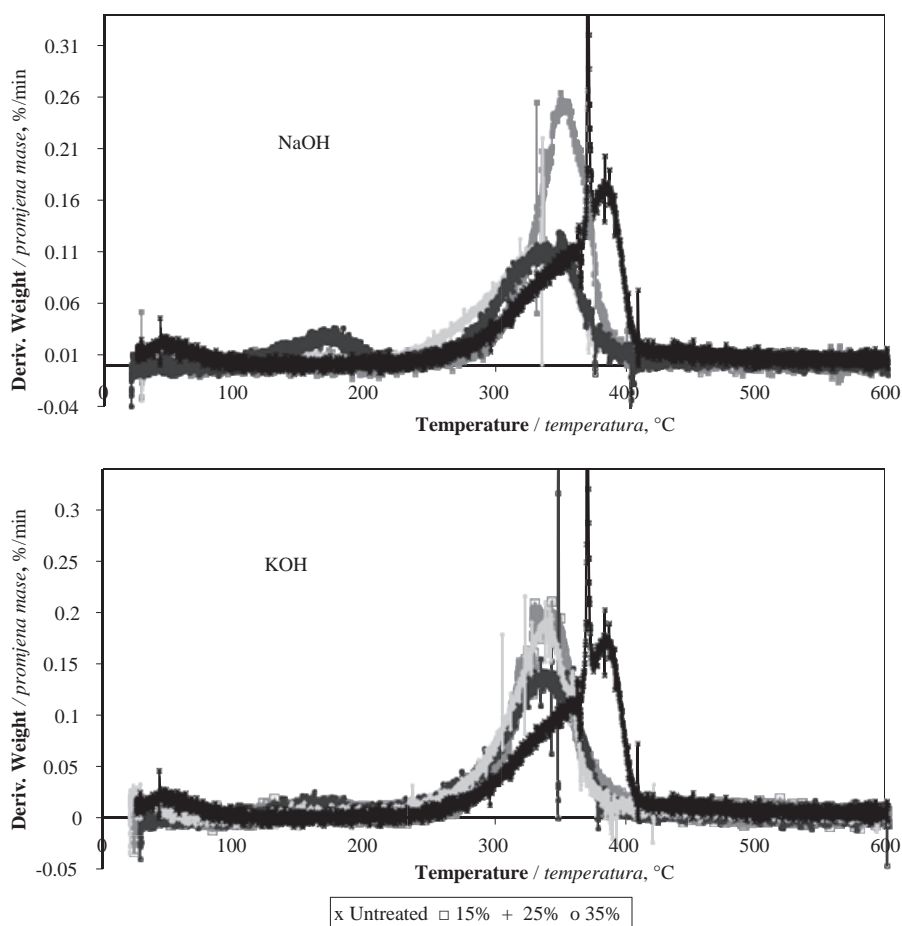 0.31
0.26
0.21
0.16
0.11
0.06
0.01
-0.04
Deriv. Weight / promjena mase, %/min
NaOH
0 100 200 300 400 500 600
Temperature / temperatura, °C
0.3
0.25
0.2
0.15
0.1
0.05
0
-0.05
Deriv. Weight / promjena mase, %/min
KOH
0 100 200 300 400 500 600
Temperature / temperatura, °C
x Untreated □ 15% + 25% o 35%